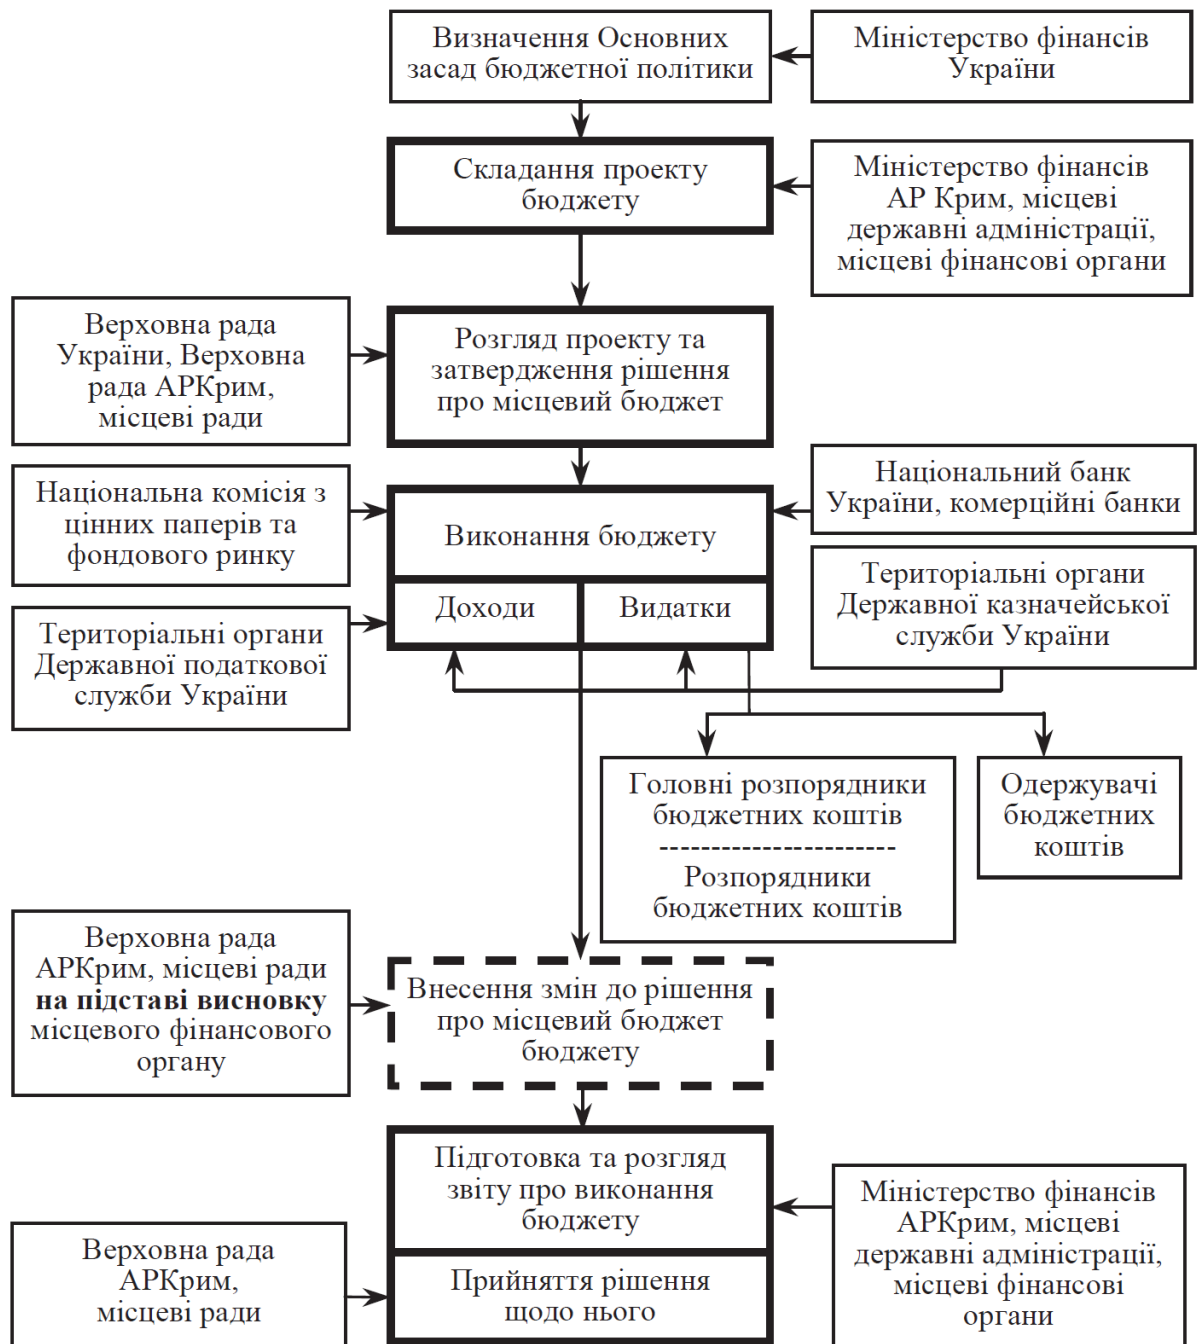 Визначення Основних
засад бюджетної політики
Міністерство фінансів
України
Складання проекту
бюджету
Міністерство фінансів
АР Крим, місцеві
державні адміністрації,
місцеві фінансові органи
Верховна рада
України, Верховна
рада АРКрим,
місцеві ради
Розгляд проекту та
затвердження рішення
про місцевий бюджет
Національна комісія з
цінних паперів та
фондового ринку
Виконання бюджету
Національний банк
України, комерційні банки
Доходи
Видатки
Територіальні органи
Державної казначейської
служби України
Територіальні органи
Державної податкової
служби України
Головні розпорядники
бюджетних коштів
-----------------------
Розпорядники
бюджетних коштів
Одержувачі
бюджетних
коштів
Верховна рада
АРКрим, місцеві ради
на підставі висновку
місцевого фінансового
органу
Внесення змін до рішення
про місцевий бюджет
бюджету
Підготовка та розгляд
звіту про виконання
бюджету
Міністерство фінансів
АРКрим, місцеві
державні адміністрації,
місцеві фінансові
органи
Верховна рада
АРКрим,
місцеві ради
Прийняття рішення
щодо нього